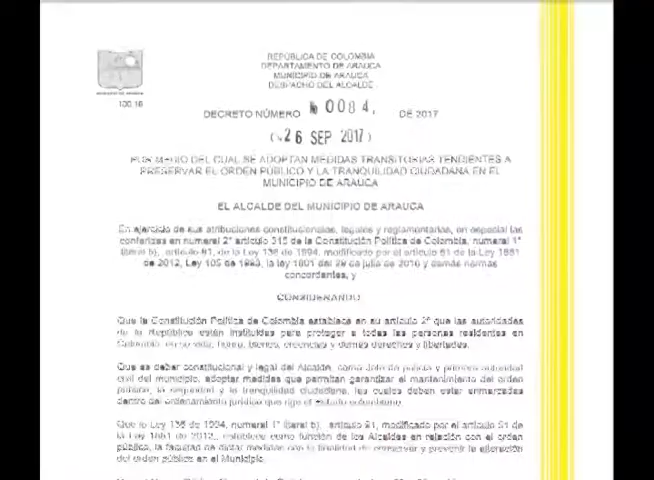 REPÚBLICA DE COLOMBIA
DEPARTAMENTO DE ARAUCA
MUNICIPIO DE ARAUCA
DESPACHO DEL ALCALDE
100.16
DECRETO NÚMERO № 0084, DE 2017
( 26 SEP 2017 )
POR MEDIO DEL CUAL SE ADOPTAN MEDIDAS TRANSITORIAS TENDIENTES A
PRESERVAR EL ORDEN PUBLICO Y LA TRANQUILIDAD CIUDADANA EN EL
MUNICIPIO DE ARAUCA
EL ALCALDE DEL MUNICIPIO DE ARAUCA
En ejercicio de sus atribuciones constitucionales, legales y reglamentarias, en especial las
conferidas en numeral 2° artículo 315 de la Constitución Política de Colombia, numeral 1°
literal b), artículo 91, de la Ley 136 de 1994, modificado por el artículo 91 de la Ley 1551
de 2012, Ley 105 de 1993, la ley 1801 del 29 de julio de 2016 y demás normas
concordantes, y
CONSIDERANDO
Que la Constitución Política de Colombia establece en su artículo 2° que las autoridades
de la República están instituidas para proteger a todas las personas residentes en
Colombia, en su vida, honra, bienes, creencias y demás derechos y libertades.
Que es deber constitucional y legal del Alcalde, como Jefe de policía y primera autoridad
civil del municipio, adoptar medidas que permitan garantizar el mantenimiento del orden
público, la seguridad y la tranquilidad ciudadana, las cuales deben estar enmarcadas
dentro del ordenamiento jurídico que rige el Estado colombiano.
Que la Ley 136 de 1994, numeral 1° literal b), artículo 91, modificado por el artículo 91 de
la Ley 1551 de 2012, establece como función de los Alcaldes en relación con el orden
público, la facultad de dictar medidas con la finalidad de conservar y prevenir la alteración
del orden público en el Municipio.